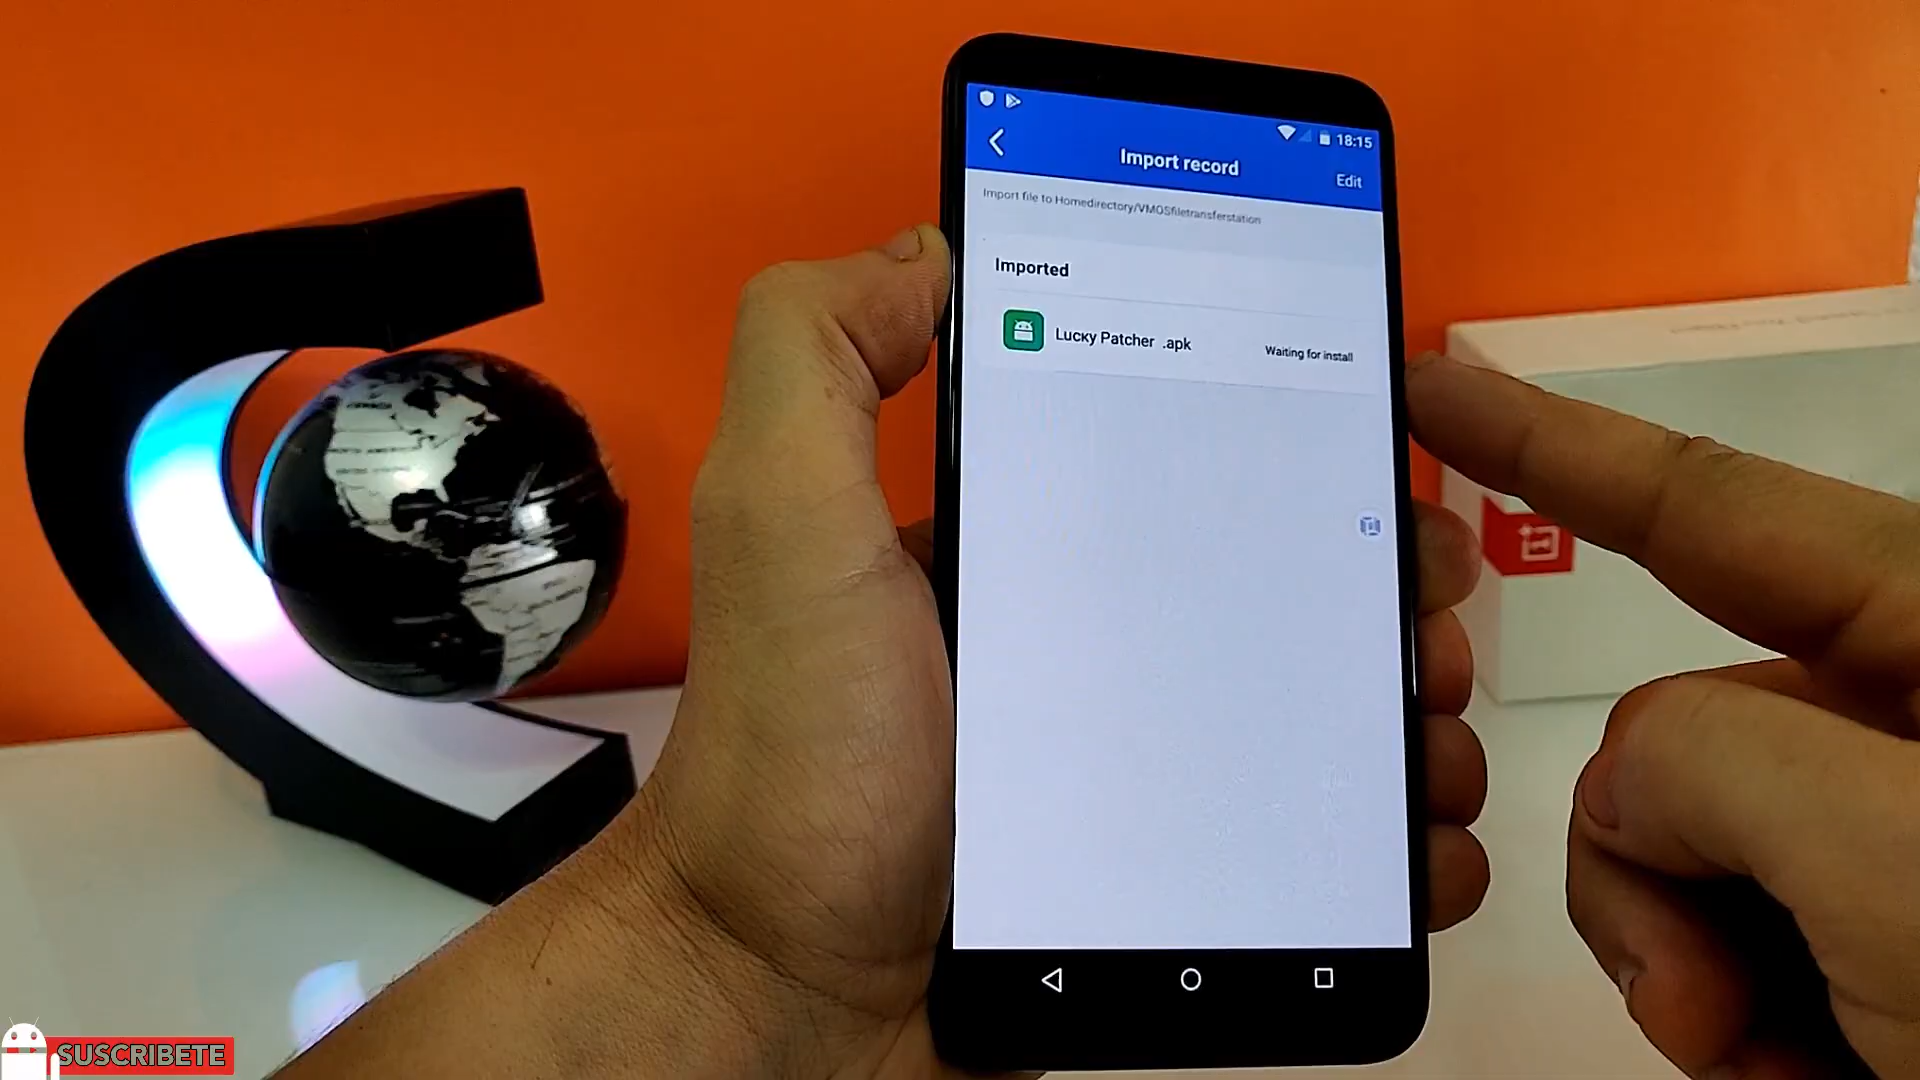 18:15
Import record
Edit
Import file to Homedirectory/VMOSfiletransferstation
Imported
Lucky Patcher .apk
Waiting for install
SUSCRIBETE